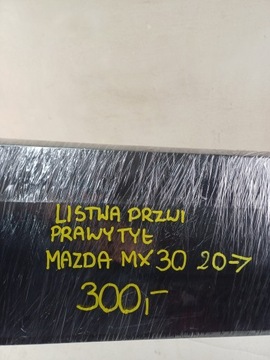 LISTWA DRZWI
PRAWY TYŁ
MAZDA MX30 20->
300,-